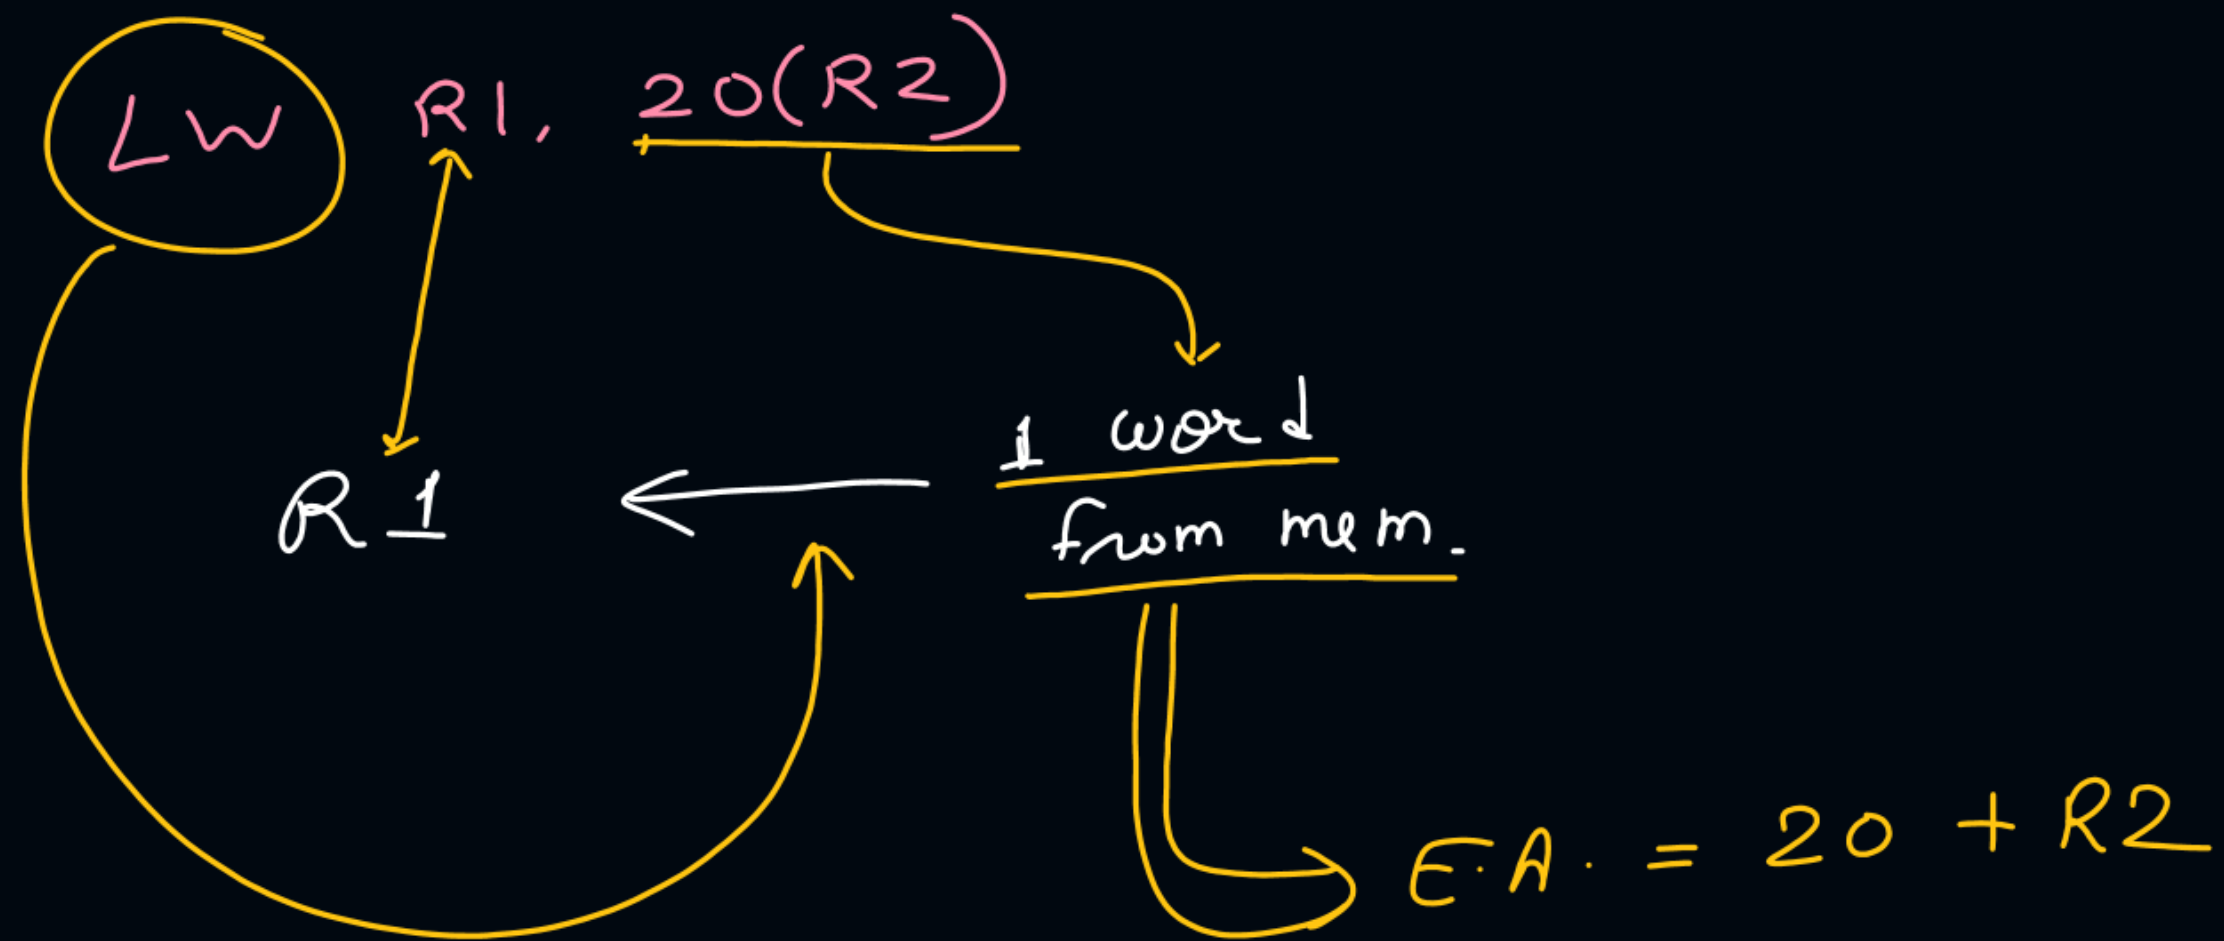 LW R1, 20(R2)
R1 ← 1 word
from mem.
E.A. = 20 + R2